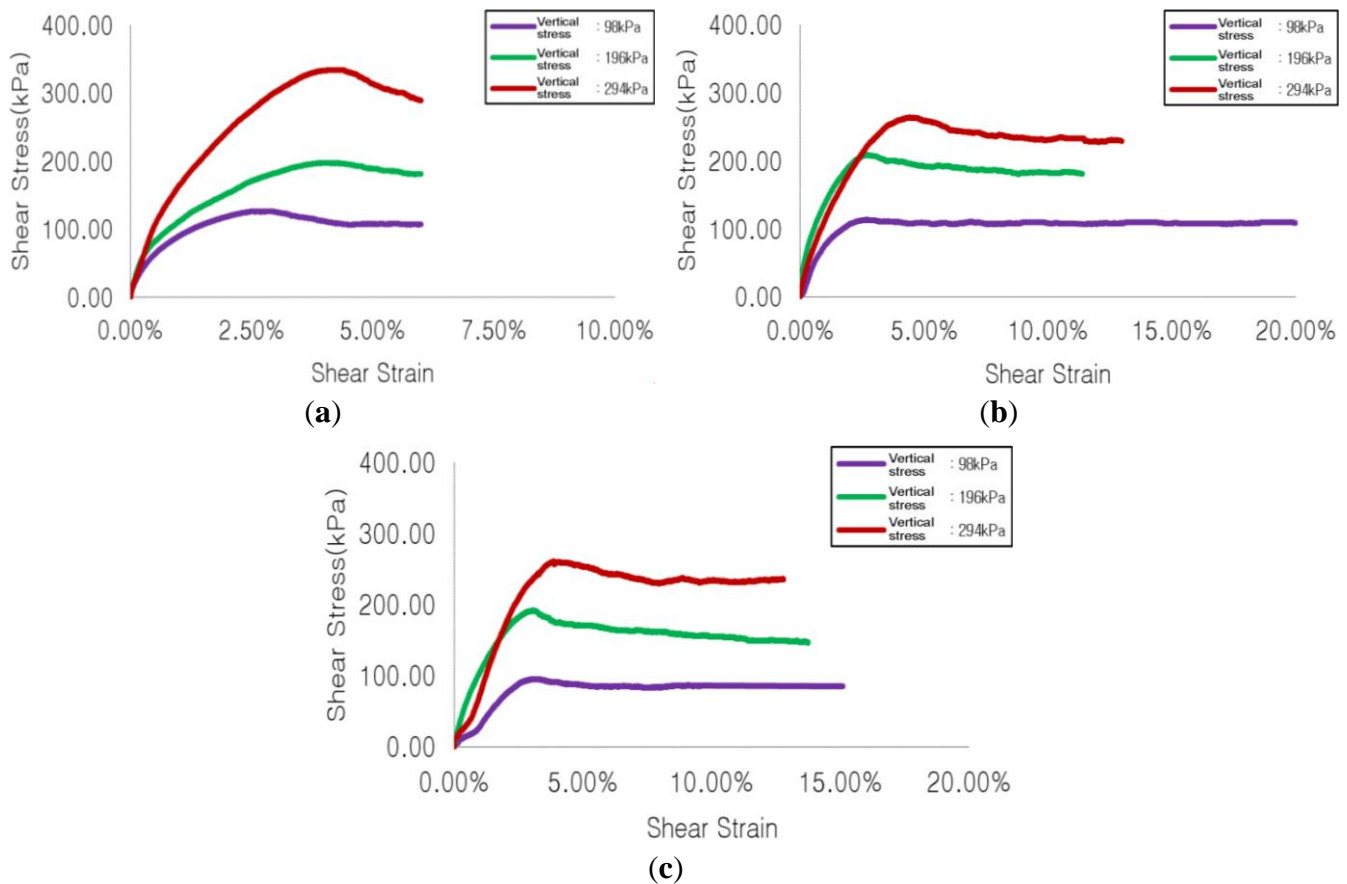 400.00
300.00
200.00
100.00
0.00
Shear Stress(kPa)
0.00% 2.50% 5.00% 7.50% 10.00%
Shear Strain
Vertical stress : 98kPa
Vertical stress : 196kPa
Vertical stress : 294kPa
(a)
400.00
300.00
200.00
100.00
0.00
Shear Stress(kPa)
0.00% 5.00% 10.00% 15.00% 20.00%
Shear Strain
Vertical stress : 98kPa
Vertical stress : 196kPa
Vertical stress : 294kPa
(b)
400.00
300.00
200.00
100.00
0.00
Shear Stress(kPa)
0.00% 5.00% 10.00% 15.00% 20.00%
Shear Strain
Vertical stress : 98kPa
Vertical stress : 196kPa
Vertical stress : 294kPa
(c)